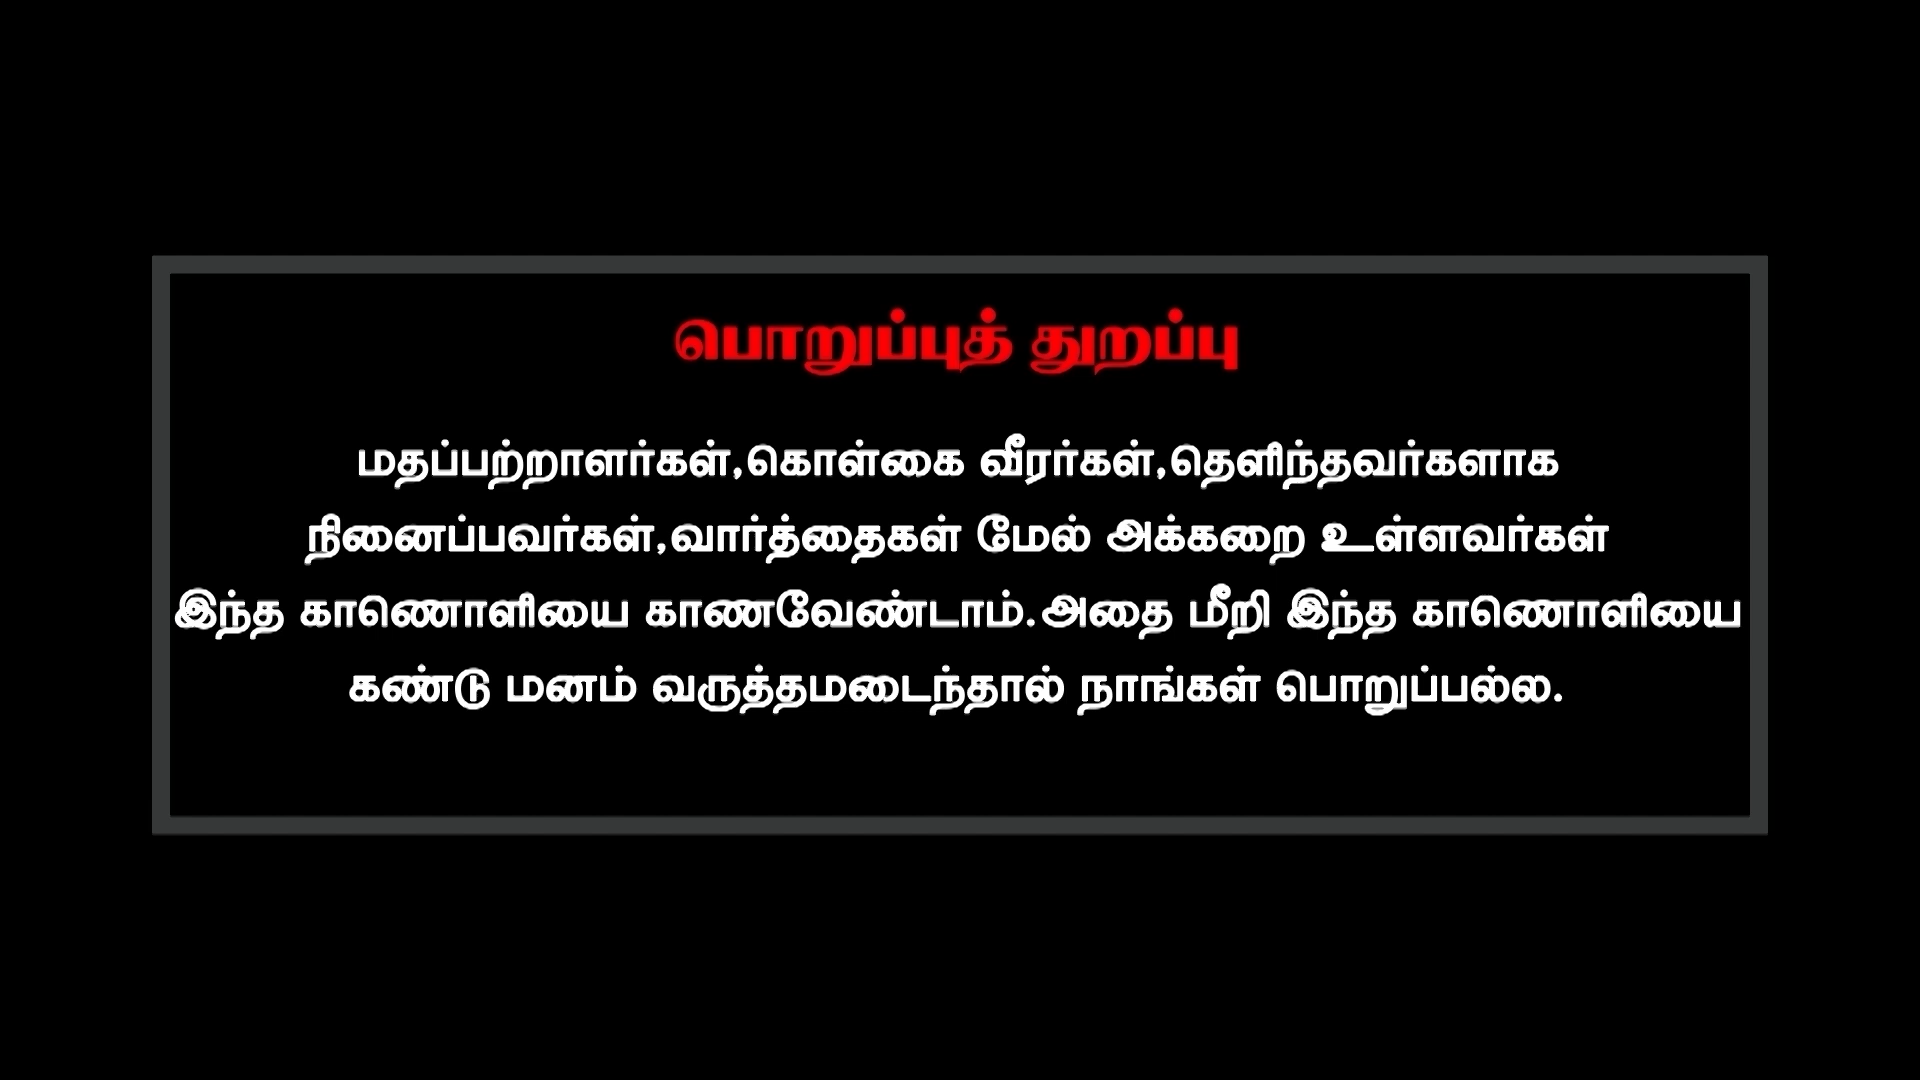 பொறுப்புத் துறப்பு
மதப்பற்றாளர்கள்,கொள்கை வீரர்கள்,தெளிந்தவர்களாக
நினைப்பவர்கள்,வார்த்தைகள் மேல் அக்கறை உள்ளவர்கள்
இந்த காணொளியை காணவேண்டாம்.அதை மீறி இந்த காணொளியை
கண்டு மனம் வருத்தமடைந்தால் நாங்கள் பொறுப்பல்ல.